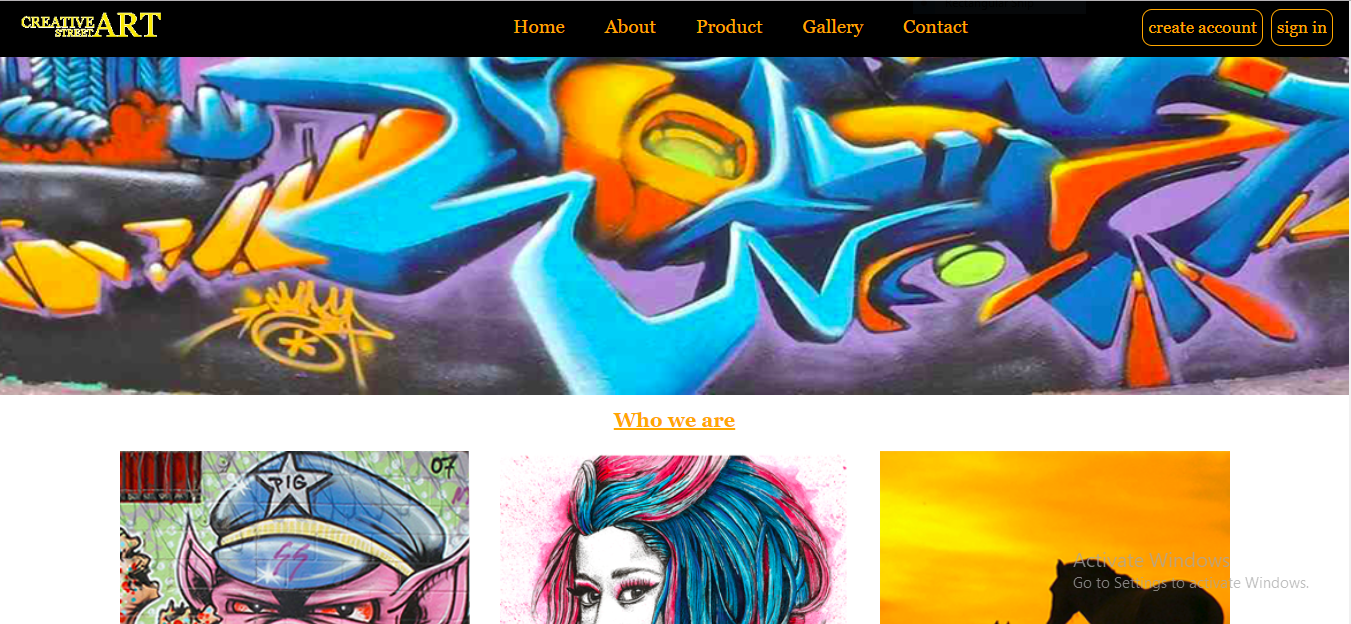 CREATIVE ART
STREET
Home About Product Gallery Contact
create account sign in
Who we are
07
PIG
SS
Activate Windows
Go to Settings to activate Windows.